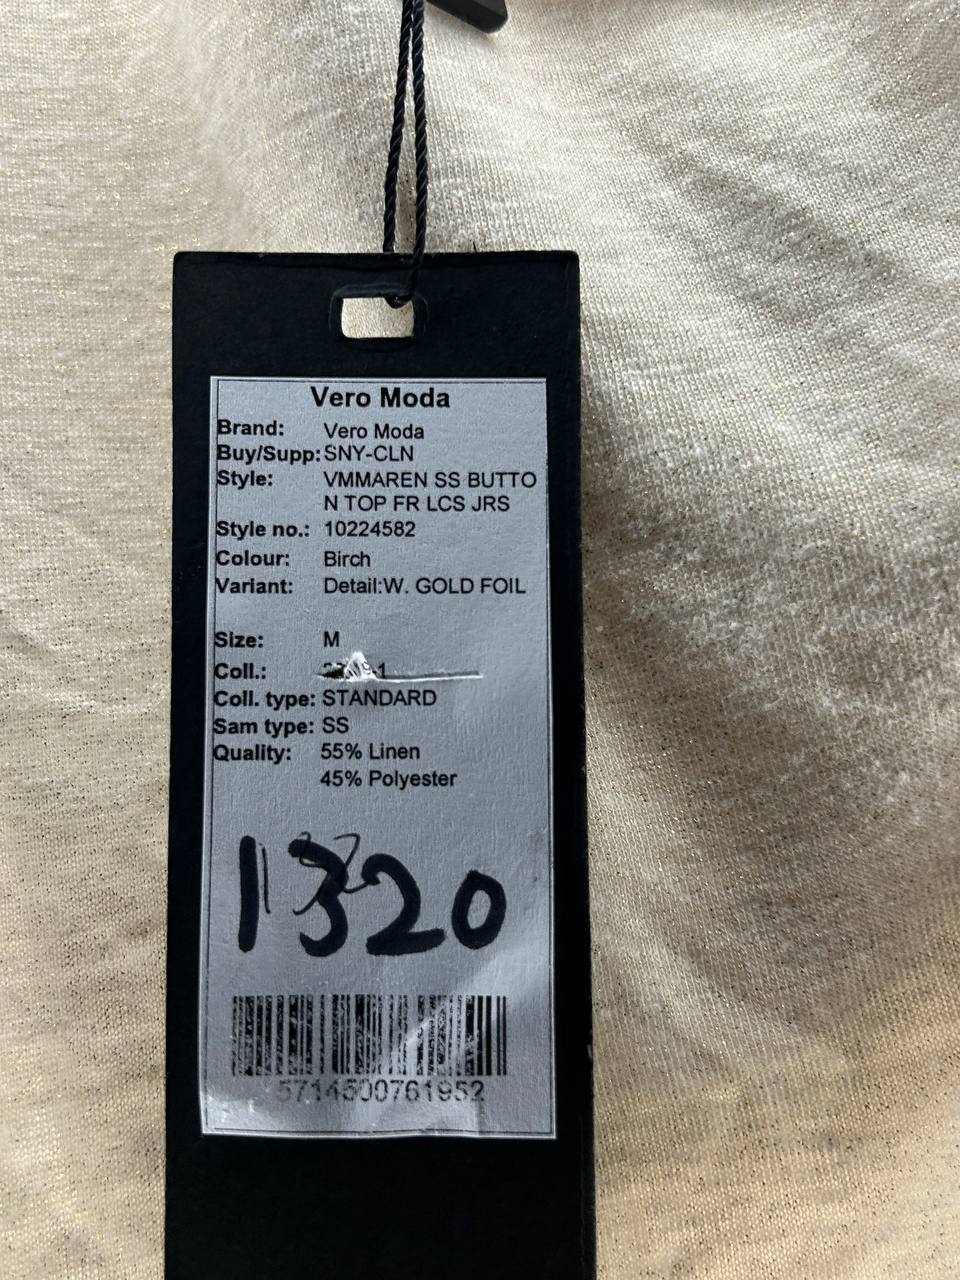 Vero Moda
Brand: Vero Moda
Buy/Supp: SNY-CLN
Style: VMMAREN SS BUTTO
N TOP FR LCS JRS
Style no.: 10224582
Colour: Birch
Variant: Detail:W. GOLD FOIL
Size: M
Coll.:
Coll. type: STANDARD
Sam type: SS
Quality: 55% Linen
45% Polyester
1320
5714500761952